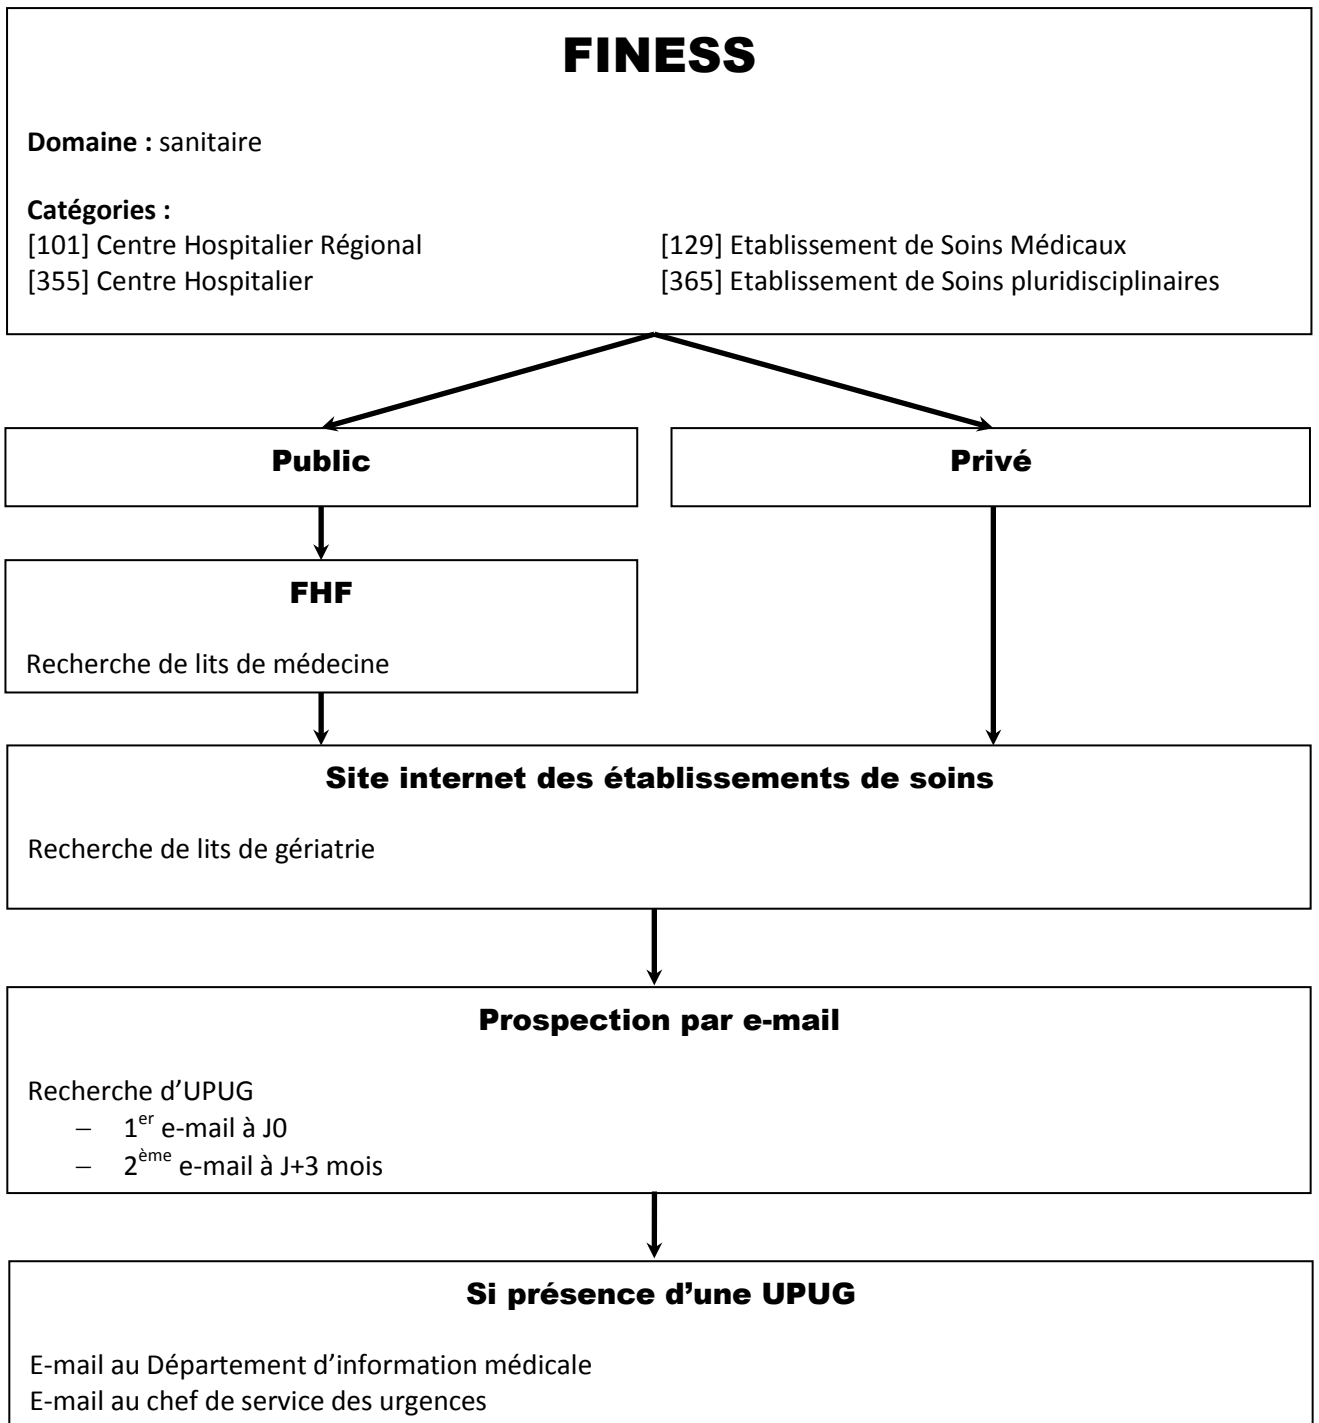 FINESS
Domaine : sanitaire
Catégories :
[101] Centre Hospitalier Régional
[129] Etablissement de Soins Médicaux
[355] Centre Hospitalier
[365] Etablissement de Soins pluridisciplinaires
Public
Privé
FHF
Recherche de lits de médecine
Site internet des établissements de soins
Recherche de lits de gériatrie
Prospection par e-mail
Recherche d’UPUG
– 1er e-mail à J0
– 2ème e-mail à J+3 mois
Si présence d’une UPUG
E-mail au Département d’information médicale
E-mail au chef de service des urgences